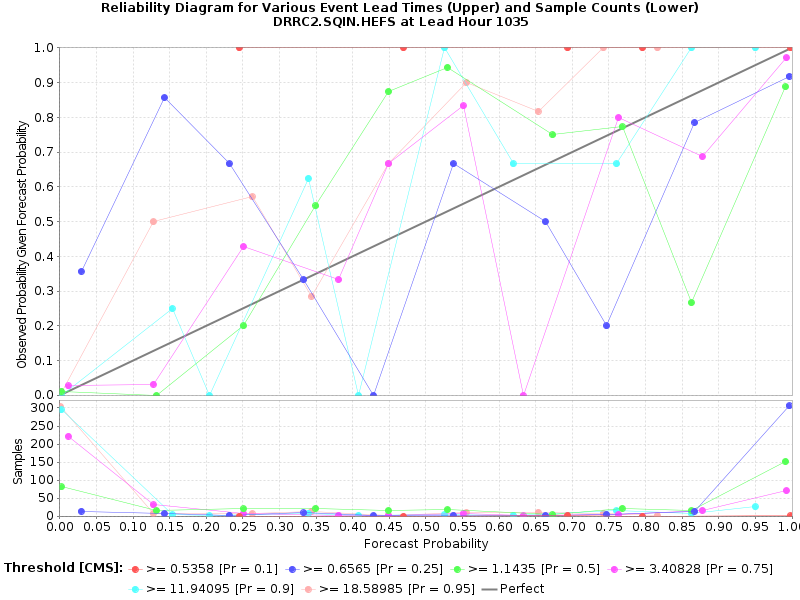 Reliability Diagram for Various Event Lead Times (Upper) and Sample Counts (Lower)
DRRC2.SQIN.HEFS at Lead Hour 1035
Observed Probability Given Forecast Probability
1.0
0.9
0.8
0.7
0.6
0.5
0.4
0.3
0.2
0.1
0.0
Samples
300
250
200
150
100
50
0
0.00 0.05 0.10 0.15 0.20 0.25 0.30 0.35 0.40 0.45 0.50 0.55 0.60 0.65 0.70 0.75 0.80 0.85 0.90 0.95 1.0
Forecast Probability
Threshold [CMS]: >= 0.5358 [Pr = 0.1] >= 0.6565 [Pr = 0.25] >= 1.1435 [Pr = 0.5] >= 3.40828 [Pr = 0.75]
>= 11.94095 [Pr = 0.9] >= 18.58985 [Pr = 0.95] Perfect